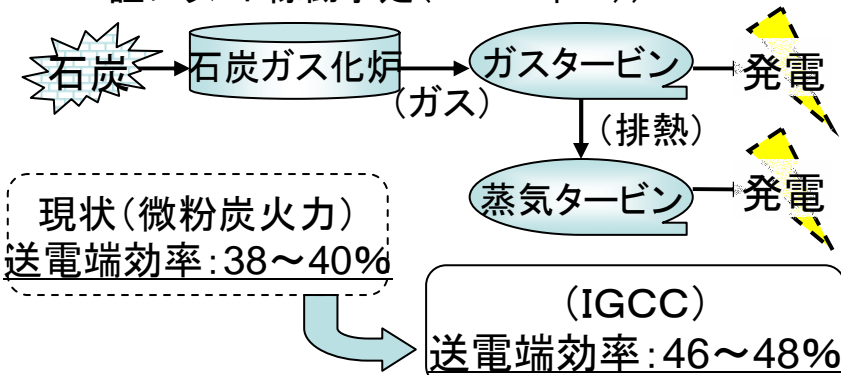 石炭
石炭ガス化炉
(ガス)
ガスタービン
発電
(排熱)
蒸気タービン
発電
現状(微粉炭火力)
送電端効率:38～40%
(IGCC)
送電端効率:46～48%